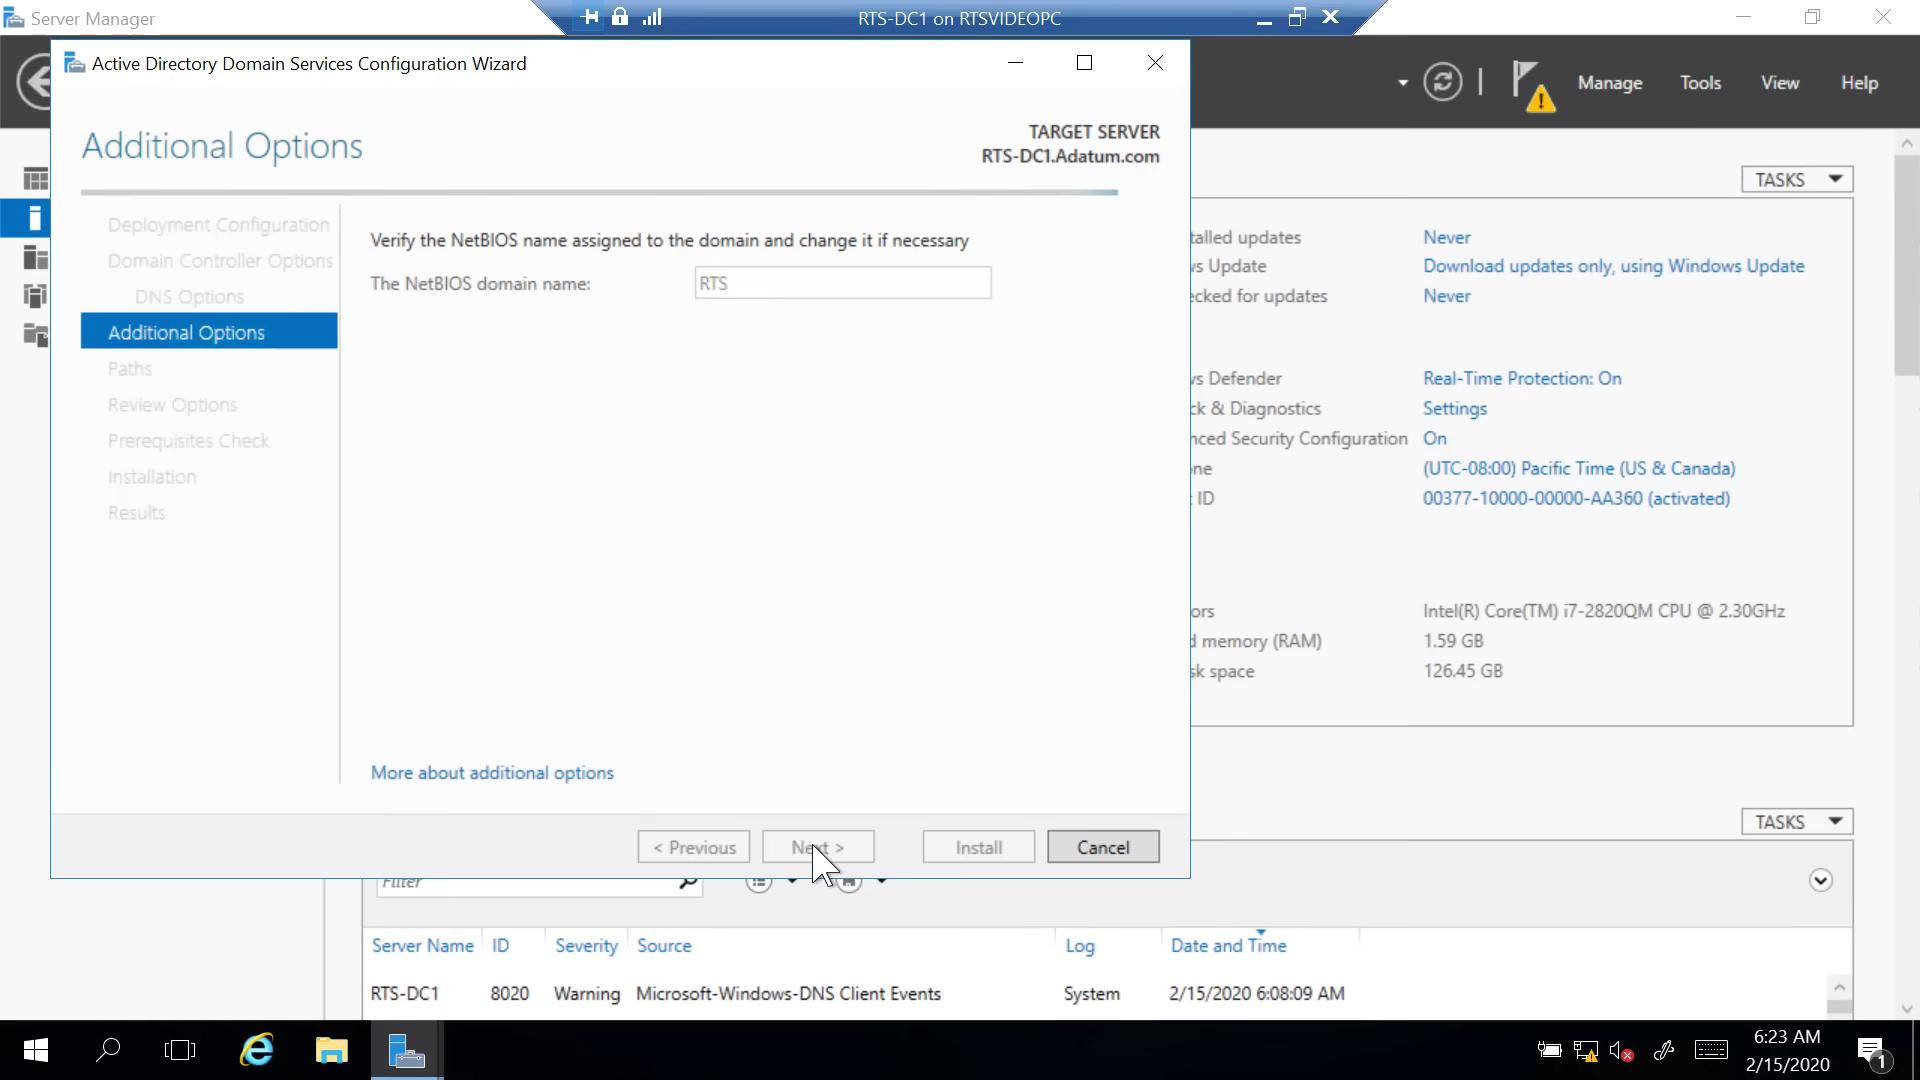 Server Manager
RTS-DC1 on RTSVIDEOPC
Active Directory Domain Services Configuration Wizard
Manage Tools View Help
Additional Options
TARGET SERVER
RTS-DC1.Adatum.com
TASKS
Deployment Configuration
Domain Controller Options
DNS Options
Additional Options
Paths
Review Options
Prerequisites Check
Installation
Results
Verify the NetBIOS name assigned to the domain and change it if necessary
The NetBIOS domain name: RTS
More about additional options
< Previous Next > Install Cancel
talled updates Never
vs Update Download updates only, using Windows Update
ecked for updates Never
vs Defender Real-Time Protection: On
ck & Diagnostics Settings
nced Security Configuration On
one (UTC-08:00) Pacific Time (US & Canada)
ID 00377-10000-00000-AA360 (activated)
ors Intel(R) Core(TM) i7-2820QM CPU @ 2.30GHz
d memory (RAM) 1.59 GB
sk space 126.45 GB
TASKS
Filter
Server Name ID Severity Source Log Date and Time
RTS-DC1 8020 Warning Microsoft-Windows-DNS Client Events System 2/15/2020 6:08:09 AM
6:23 AM
2/15/2020
1